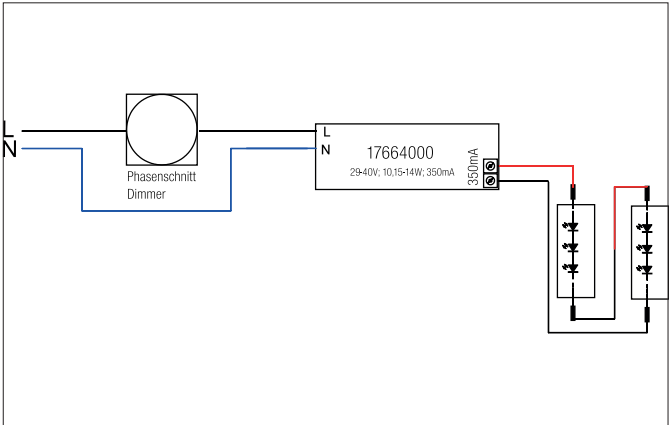 L
N
Phasenschnitt
Dimmer
L
N
17664000
29-40V; 10,15-14W; 350mA
350mA